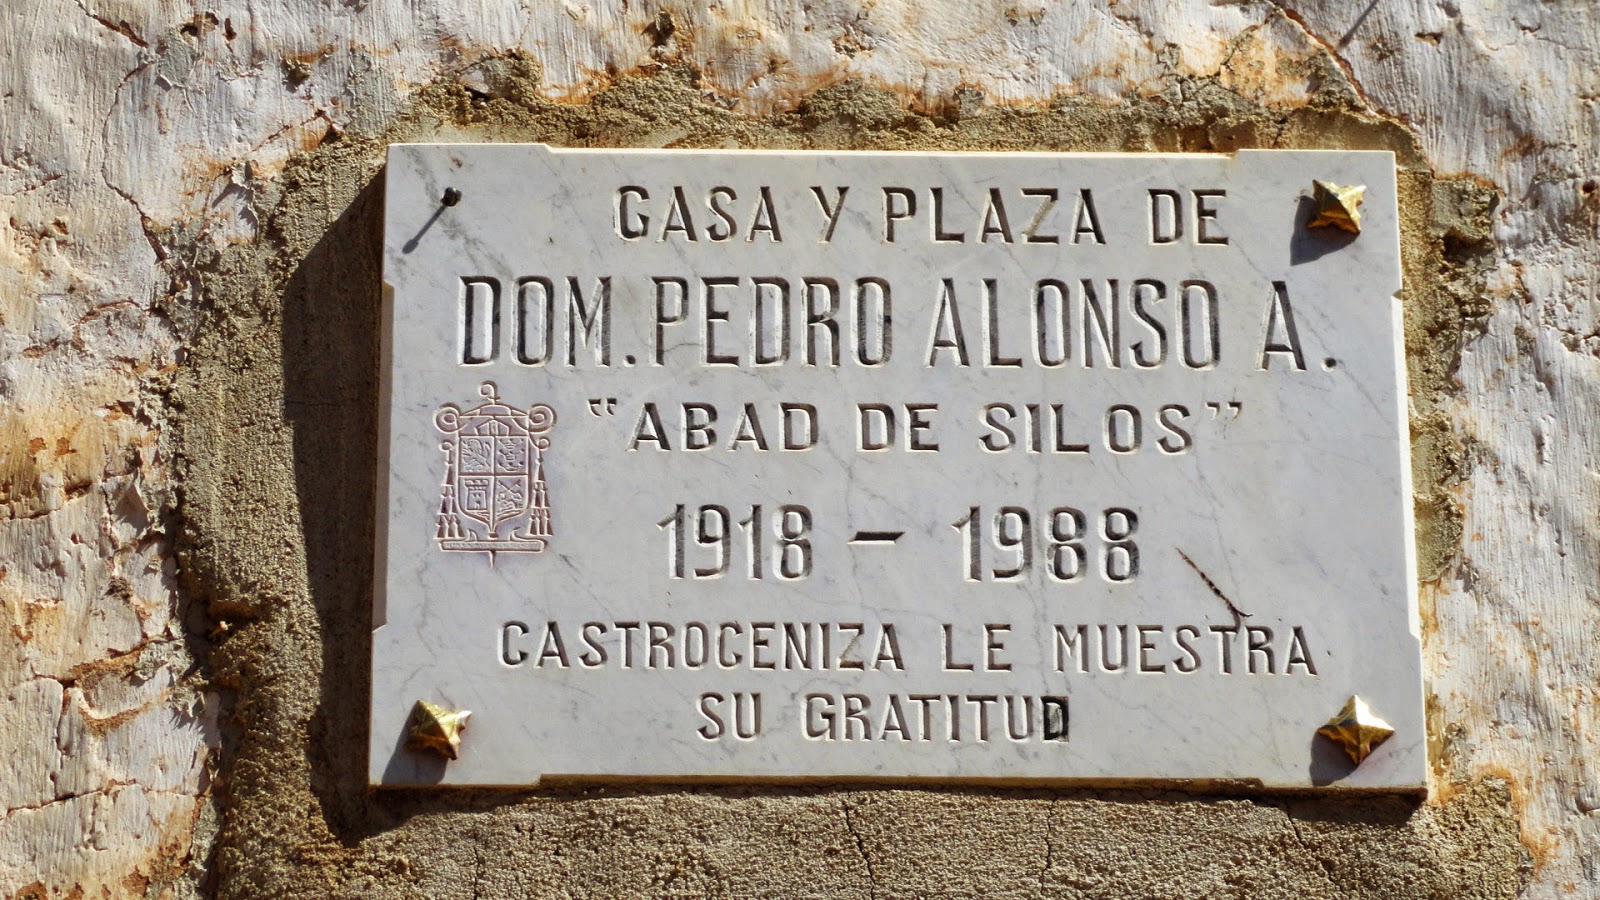 CASA Y PLAZA DE
DOM. PEDRO ALONSO A.
"ABAD DE SILOS"
1918 - 1988
CASTROCENIZA LE MUESTRA
SU GRATITUD